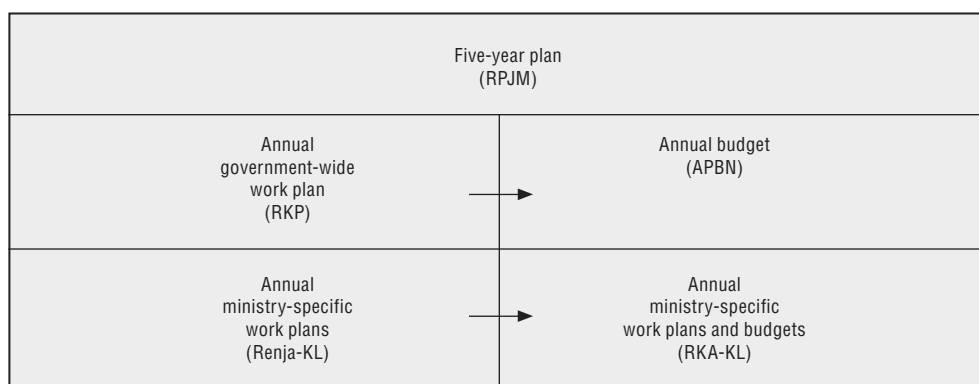 Five-year plan
(RPJM)
Annual
government-wide
work plan
(RKP)
Annual budget
(APBN)
Annual
ministry-specific
work plans
(Renja-KL)
Annual
ministry-specific
work plans and budgets
(RKA-KL)